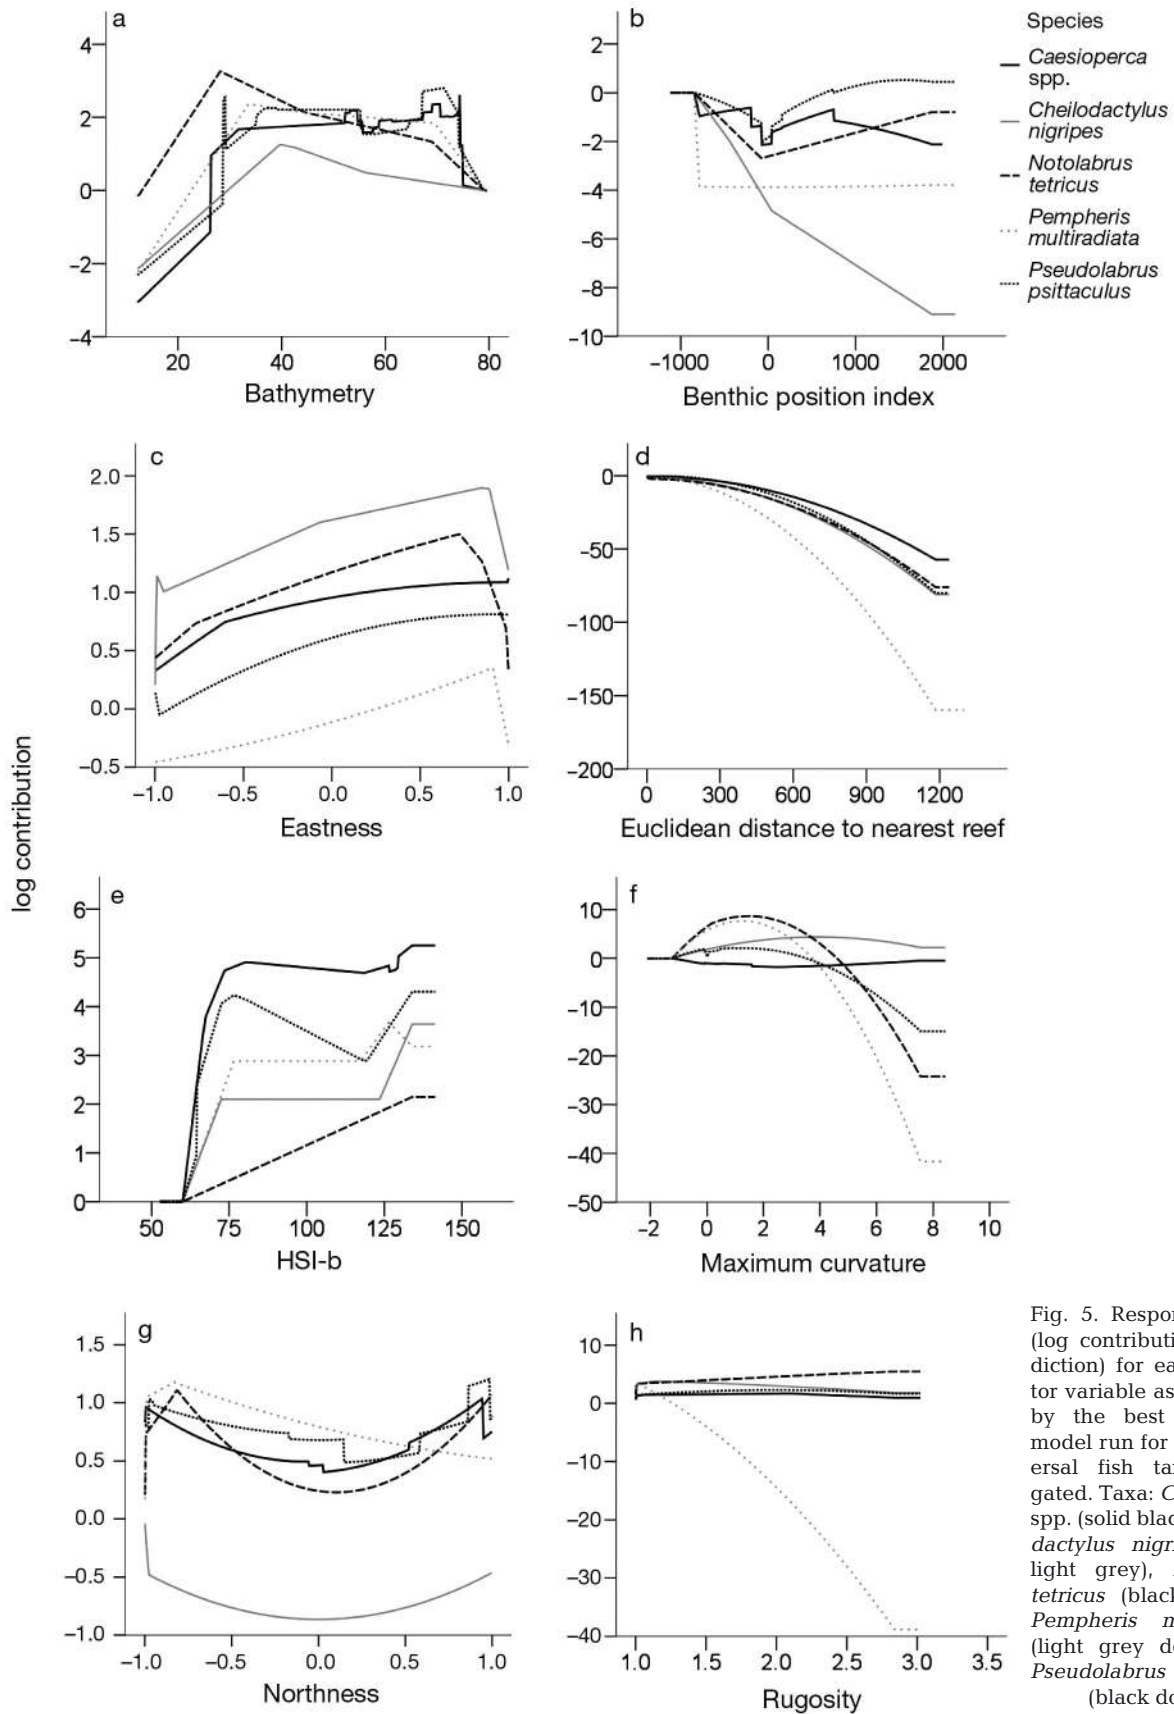 a
4
2
0
−2
−4
20
40
60
80
Bathymetry
b
2
0
−2
−4
−6
−8
−10
−1000
0
1000
2000
Benthic position index
Species
Caesioperca
spp.
Cheilodactylus
nigripes
Notolabrus
tetricus
Pempheris
multiradiata
Pseudolabrus
psittaculus
log contribution
c
2.0
1.5
1.0
0.5
0.0
−0.5
−1.0
−0.5
0.0
0.5
1.0
Eastness
d
0
−50
−100
−150
−200
0
300
600
900
1200
Euclidean distance to nearest reef
e
6
5
4
3
2
1
0
50
75
100
125
150
HSI-b
f
10
0
−10
−20
−30
−40
−50
−2
0
2
4
6
8
10
Maximum curvature
g
1.5
1.0
0.5
0.0
−0.5
−1.0
−1.0
−0.5
0.0
0.5
1.0
Northness
h
10
0
−10
−20
−30
−40
1.0
1.5
2.0
2.5
3.0
3.5
Rugosity
Fig. 5. Respon
(log contributi
diction) for ea
tor variable as
by the best
model run for
ersal fish ta
gated. Taxa: C
spp. (solid blac
dactylus nigr
light grey),
tetricus (black
Pempheris m
(light grey d
Pseudolabrus
(black do